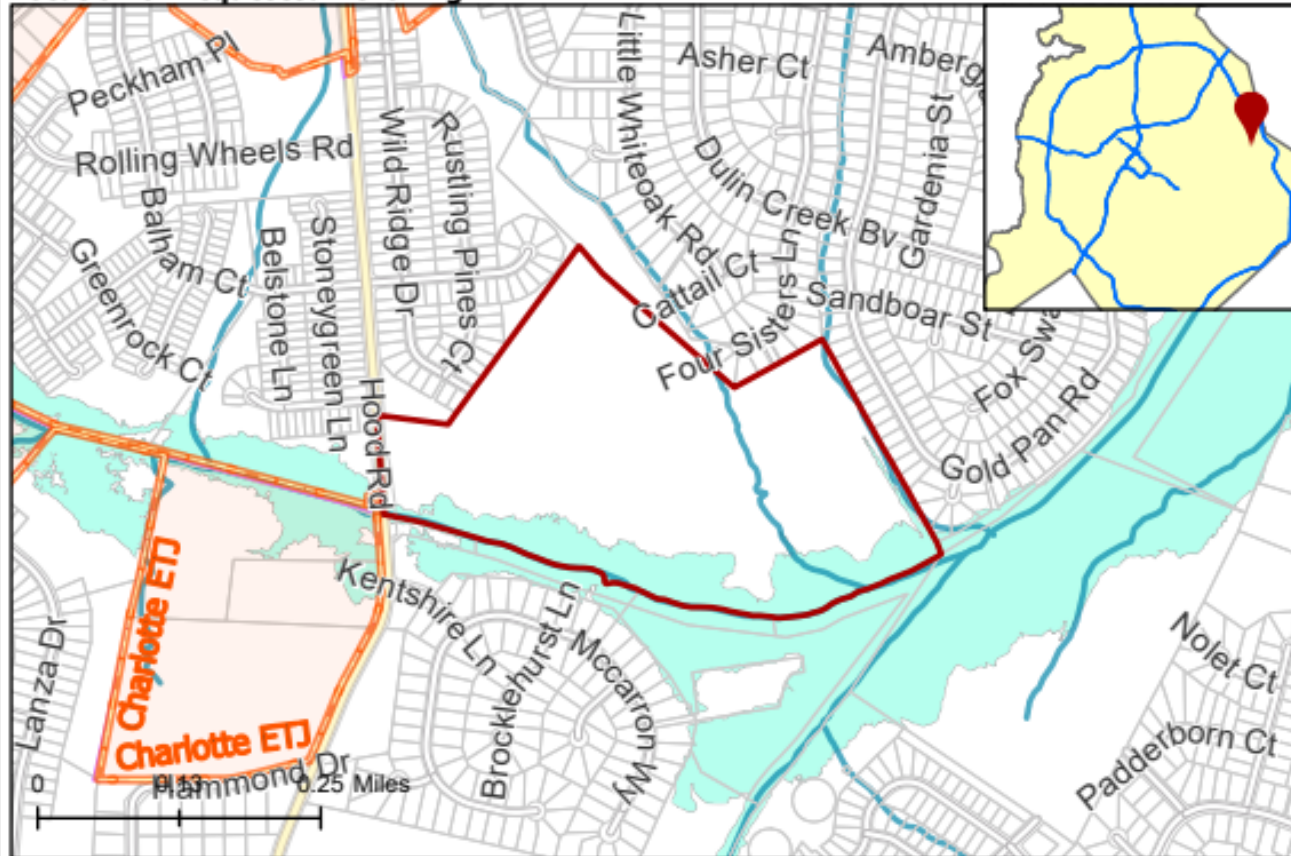 Peckham Pl
Rolling Wheels Rd
Balham Ct
Greenrock Ct
Belstone Ln
Stoneygreen Ln
Hood Rd
Wild Ridge Dr
Rustling Pines Ct
Little Whiteoak Rd
Asher Ct
Dulin Creek Bv
Gardenia St
Cattail Ct
Four Sisters Ln
Sandboar St
Gold Pan Rd
Kentshire Ln
Brocklehurst Ln
Mccarron Wy
Nolet Ct
Padderborn Ct
Lanza Dr
Charlotte ETJ
Charlotte ETJ
Hammond Dr
0 0.13 0.25 Miles